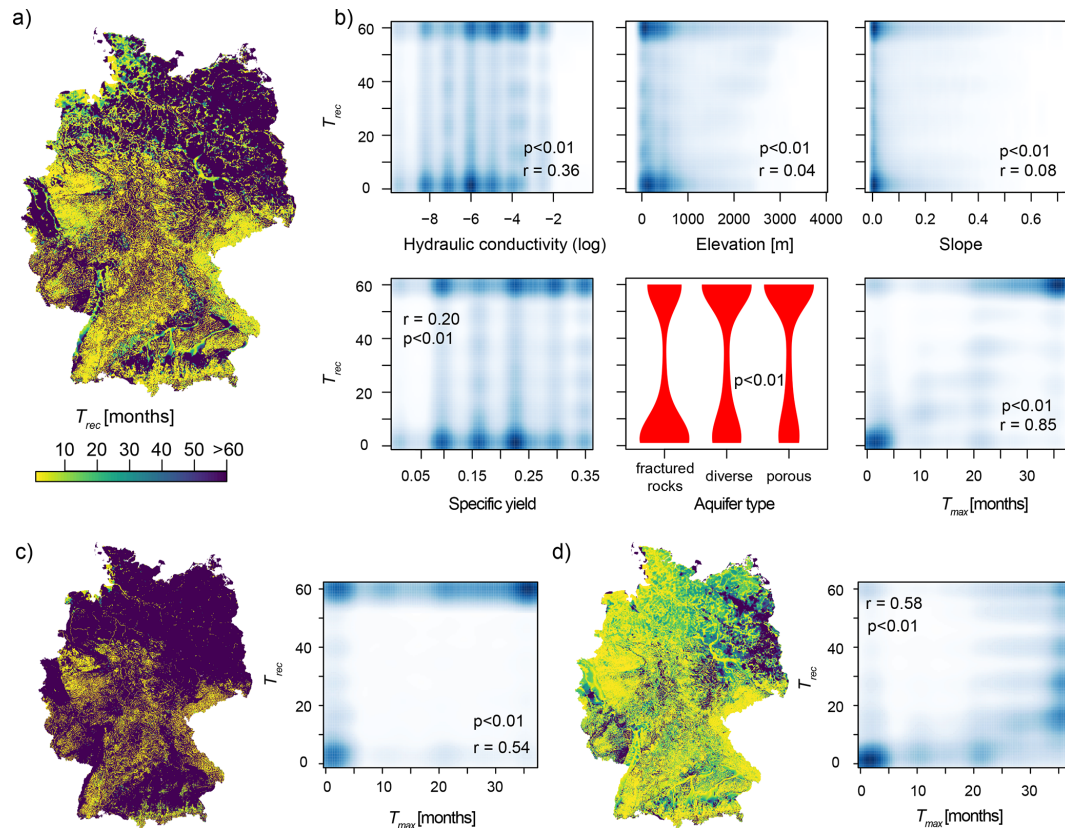 a)
T_rec [months]
10 20 30 40 50 >60
b)
T_rec
60
40
20
0
p<0.01
r = 0.36
−8 −6 −4 −2
Hydraulic conductivity (log)
p<0.01
r = 0.04
0 1000 2000 3000 4000
Elevation [m]
p<0.01
r = 0.08
0.0 0.2 0.4 0.6
Slope
T_rec
60
40
20
0
r = 0.20
p<0.01
0.05 0.15 0.25 0.35
Specific yield
p<0.01
fractured
rocks
diverse
porous
Aquifer type
p<0.01
r = 0.85
0 10 20 30
T_max [months]
c)
T_rec
60
40
20
0
p<0.01
r = 0.54
0 10 20 30
T_max [months]
d)
T_rec
60
40
20
0
r = 0.58
p<0.01
0 10 20 30
T_max [months]